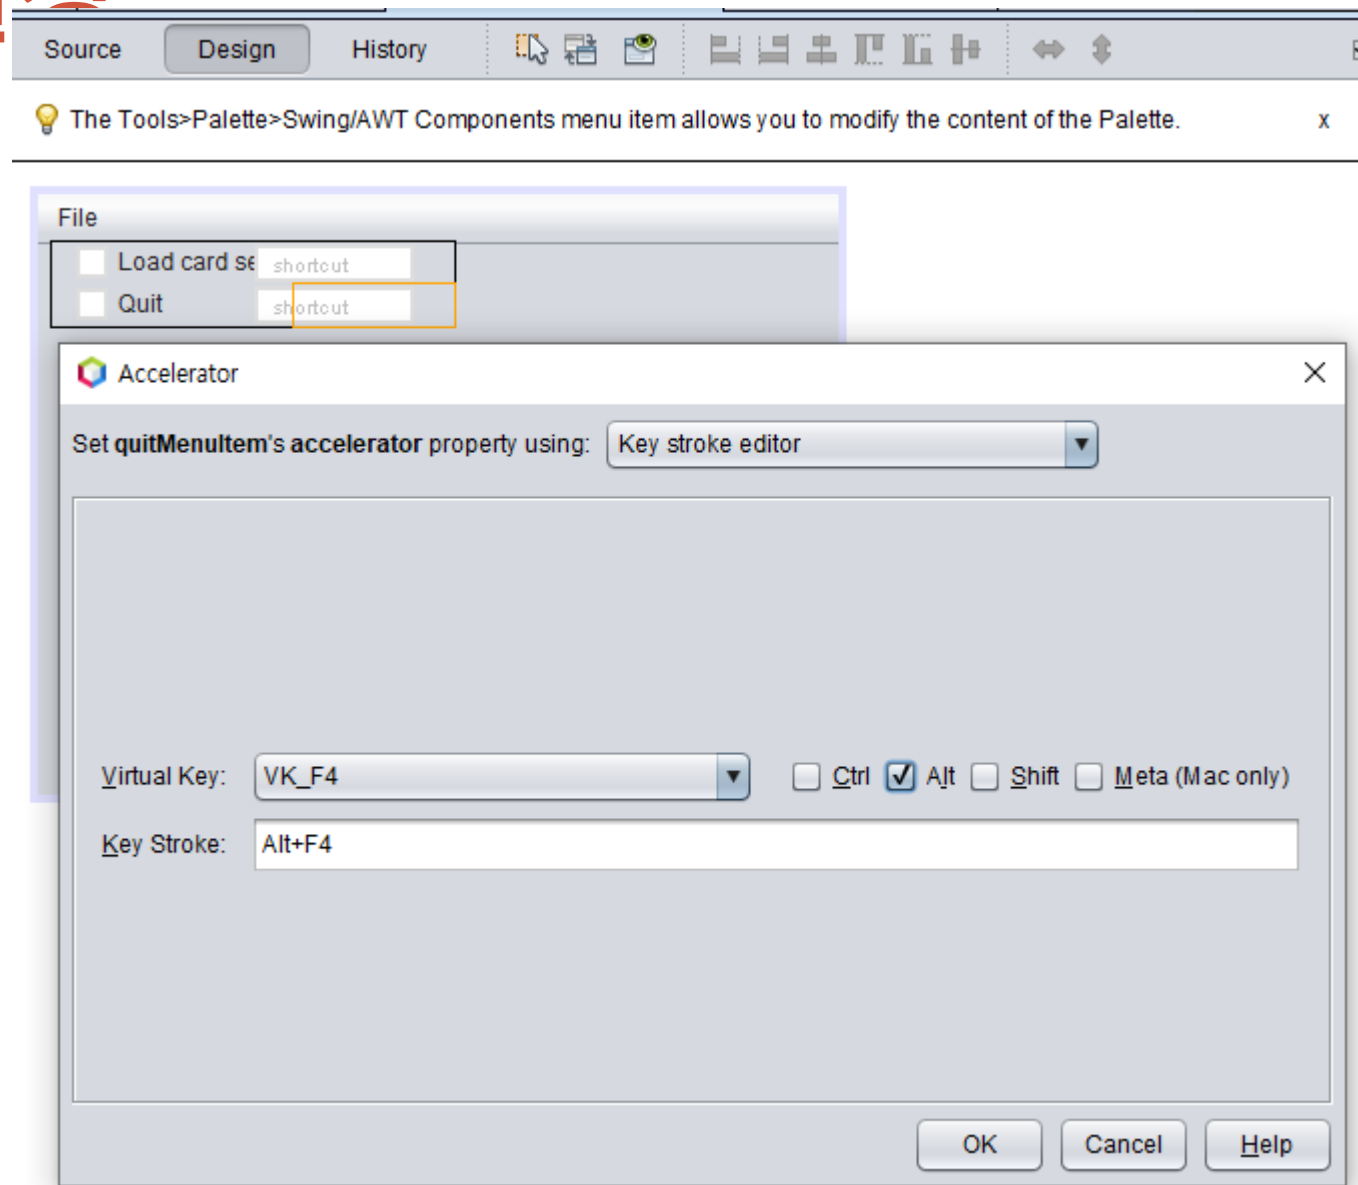 Source Design History
The Tools>Palette>Swing/AWT Components menu item allows you to modify the content of the Palette. x
File
Load card se shortcut
Quit shortcut
Accelerator
Set quitMenuItem's accelerator property using: Key stroke editor
Virtual Key: VK_F4 Ctrl Alt Shift Meta (Mac only)
Key Stroke: Alt+F4
OK Cancel Help